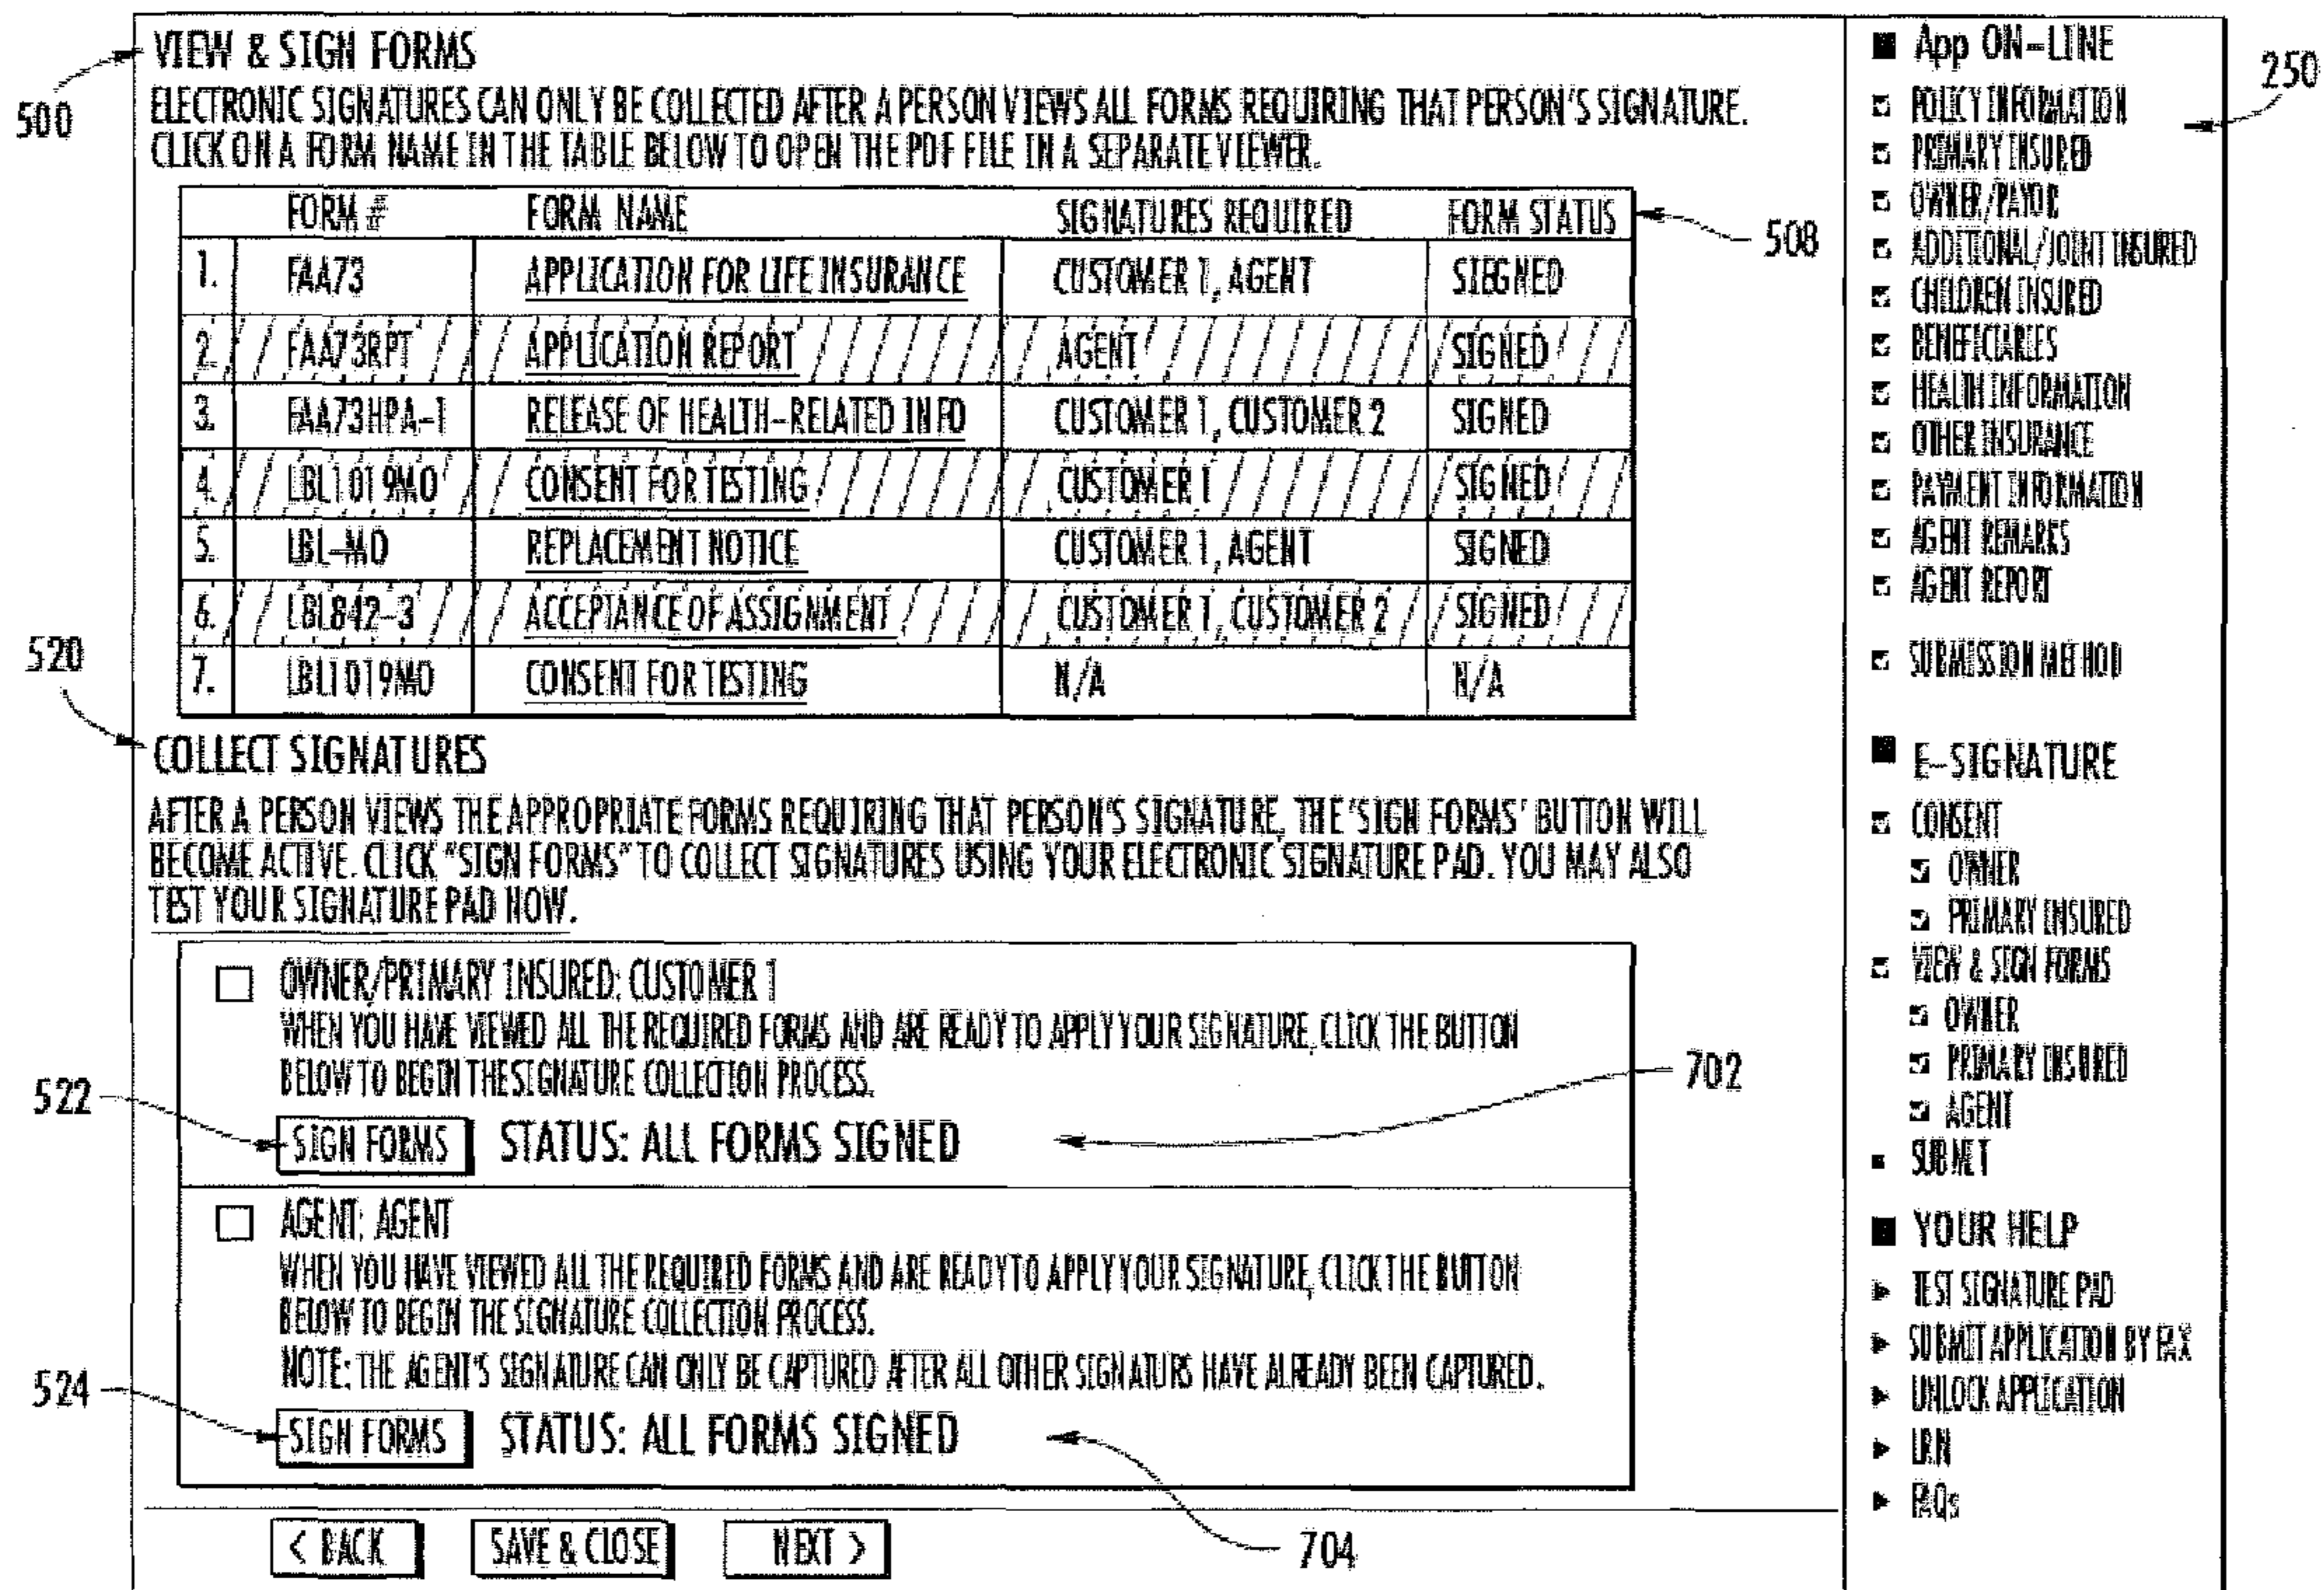 VIEW & SIGN FORMS
500
ELECTRONIC SIGNATURES CAN ONLY BE COLLECTED AFTER A PERSON VIEWS ALL FORMS REQUIRING THAT PERSON'S SIGNATURE.
CLICK ON A FORM NAME IN THE TABLE BELOW TO OPEN THE PDF FILE IN A SEPARATE VIEWER.
FORM # FORM NAME SIGNATURES REQUIRED FORM STATUS
508
1. FAA73 APPLICATION FOR LIFE INSURANCE CUSTOMER 1, AGENT SIEGNED
2. FAA73RPT APPLICATION REPORT AGENT SIGNED
3. FAA73HPA-1 RELEASE OF HEALTH-RELATED INFO CUSTOMER 1, CUSTOMER 2 SIGNED
4. LBL1019MO CONSENT FOR TESTING CUSTOMER 1 SIGNED
5. LBL-MO REPLACEMENT NOTICE CUSTOMER 1, AGENT SIGNED
6. LBL842-3 ACCEPTANCE OF ASSIGNMENT CUSTOMER 1, CUSTOMER 2 SIGNED
7. LBL1019MO CONSENT FOR TESTING N/A N/A
520
COLLECT SIGNATURES
AFTER A PERSON VIEWS THE APPROPRIATE FORMS REQUIRING THAT PERSON'S SIGNATURE, THE 'SIGN FORMS' BUTTON WILL
BECOME ACTIVE. CLICK "SIGN FORMS" TO COLLECT SIGNATURES USING YOUR ELECTRONIC SIGNATURE PAD. YOU MAY ALSO
TEST YOUR SIGNATURE PAD NOW.
OWNER/PRIMARY INSURED: CUSTOMER 1
WHEN YOU HAVE VIEWED ALL THE REQUIRED FORMS AND ARE READY TO APPLY YOUR SIGNATURE, CLICK THE BUTTON
BELOW TO BEGIN THE SIGNATURE COLLECTION PROCESS.
702
522
SIGN FORMS STATUS: ALL FORMS SIGNED
AGENT: AGENT
WHEN YOU HAVE VIEWED ALL THE REQUIRED FORMS AND ARE READY TO APPLY YOUR SIGNATURE, CLICK THE BUTTON
BELOW TO BEGIN THE SIGNATURE COLLECTION PROCESS.
NOTE: THE AGENT'S SIGNATURE CAN ONLY BE CAPTURED AFTER ALL OTHER SIGNATURS HAVE ALREADY BEEN CAPTURED.
524
SIGN FORMS STATUS: ALL FORMS SIGNED
704
< BACK SAVE & CLOSE NEXT >
App ON-LINE
250
POLICY INFORMATION
PRIMARY INSURED
OWNER/PAYOR
ADDITIONAL/JOINT INSURED
CHILDREN INSURED
BENEFICIARIES
HEALTH INFORMATION
OTHER INSURANCE
PAYMENT INFORMATION
AGENT REMARKS
AGENT REPORT
SUBMISSION METHOD
E-SIGNATURE
CONSENT
OWNER
PRIMARY INSURED
VIEW & SIGN FORMS
OWNER
PRIMARY INSURED
AGENT
YOUR HELP
TEST SIGNATURE PAD
SUBMIT APPLICATION BY FAX
UNLOCK APPLICATION
FAQs